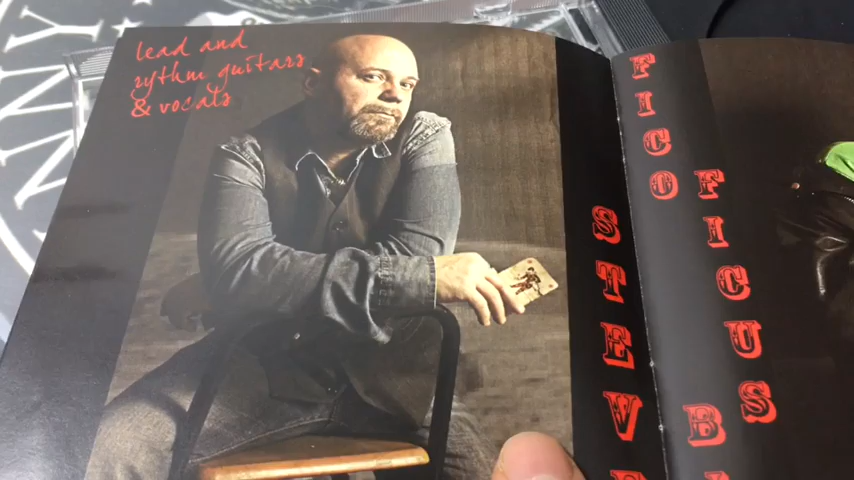 lead and
rythm guitars
& vocals
STEVE
FICO
FICUS